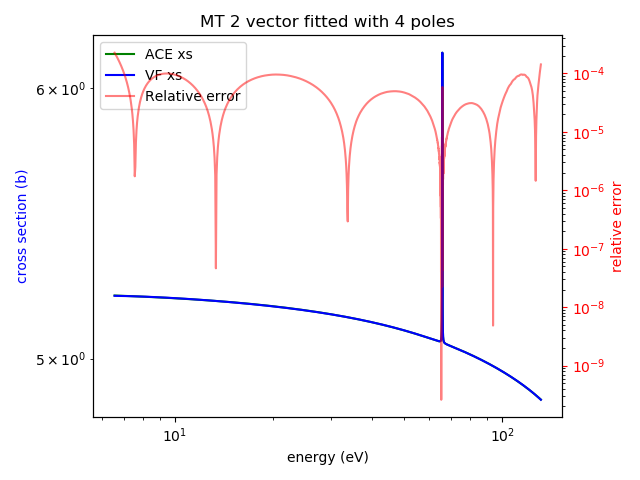 MT 2 vector fitted with 4 poles
ACE xs
VF xs
Relative error
6 × 10⁰
5 × 10⁰
cross section (b)
10⁻⁴
10⁻⁵
10⁻⁶
10⁻⁷
10⁻⁸
10⁻⁹
relative error
10¹
10²
energy (eV)